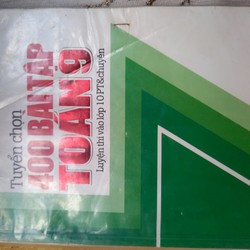 Tuyển chọn
400 BÀI TẬP
TOÁN 9
Luyện thi vào lớp 10 PT & chuyên